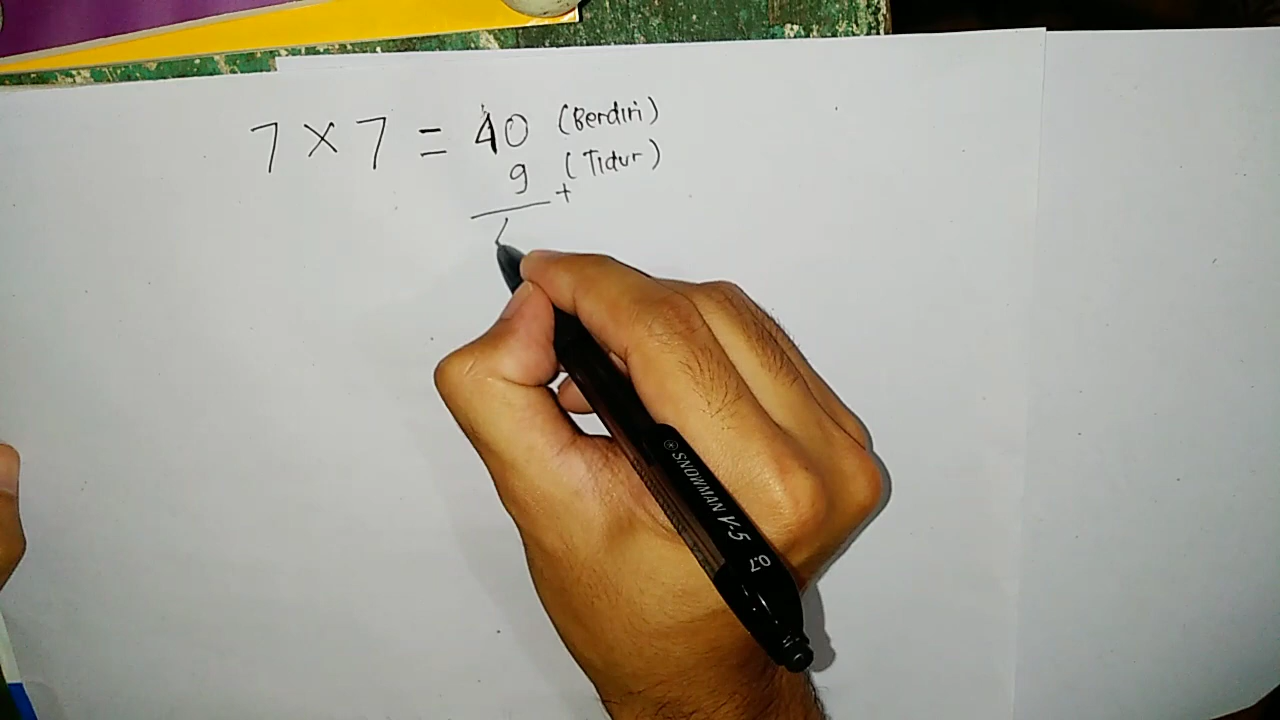 7 × 7 = 40 (Berdiri)
9 (Tidur)
+
SNOWMAN V-5 0.7